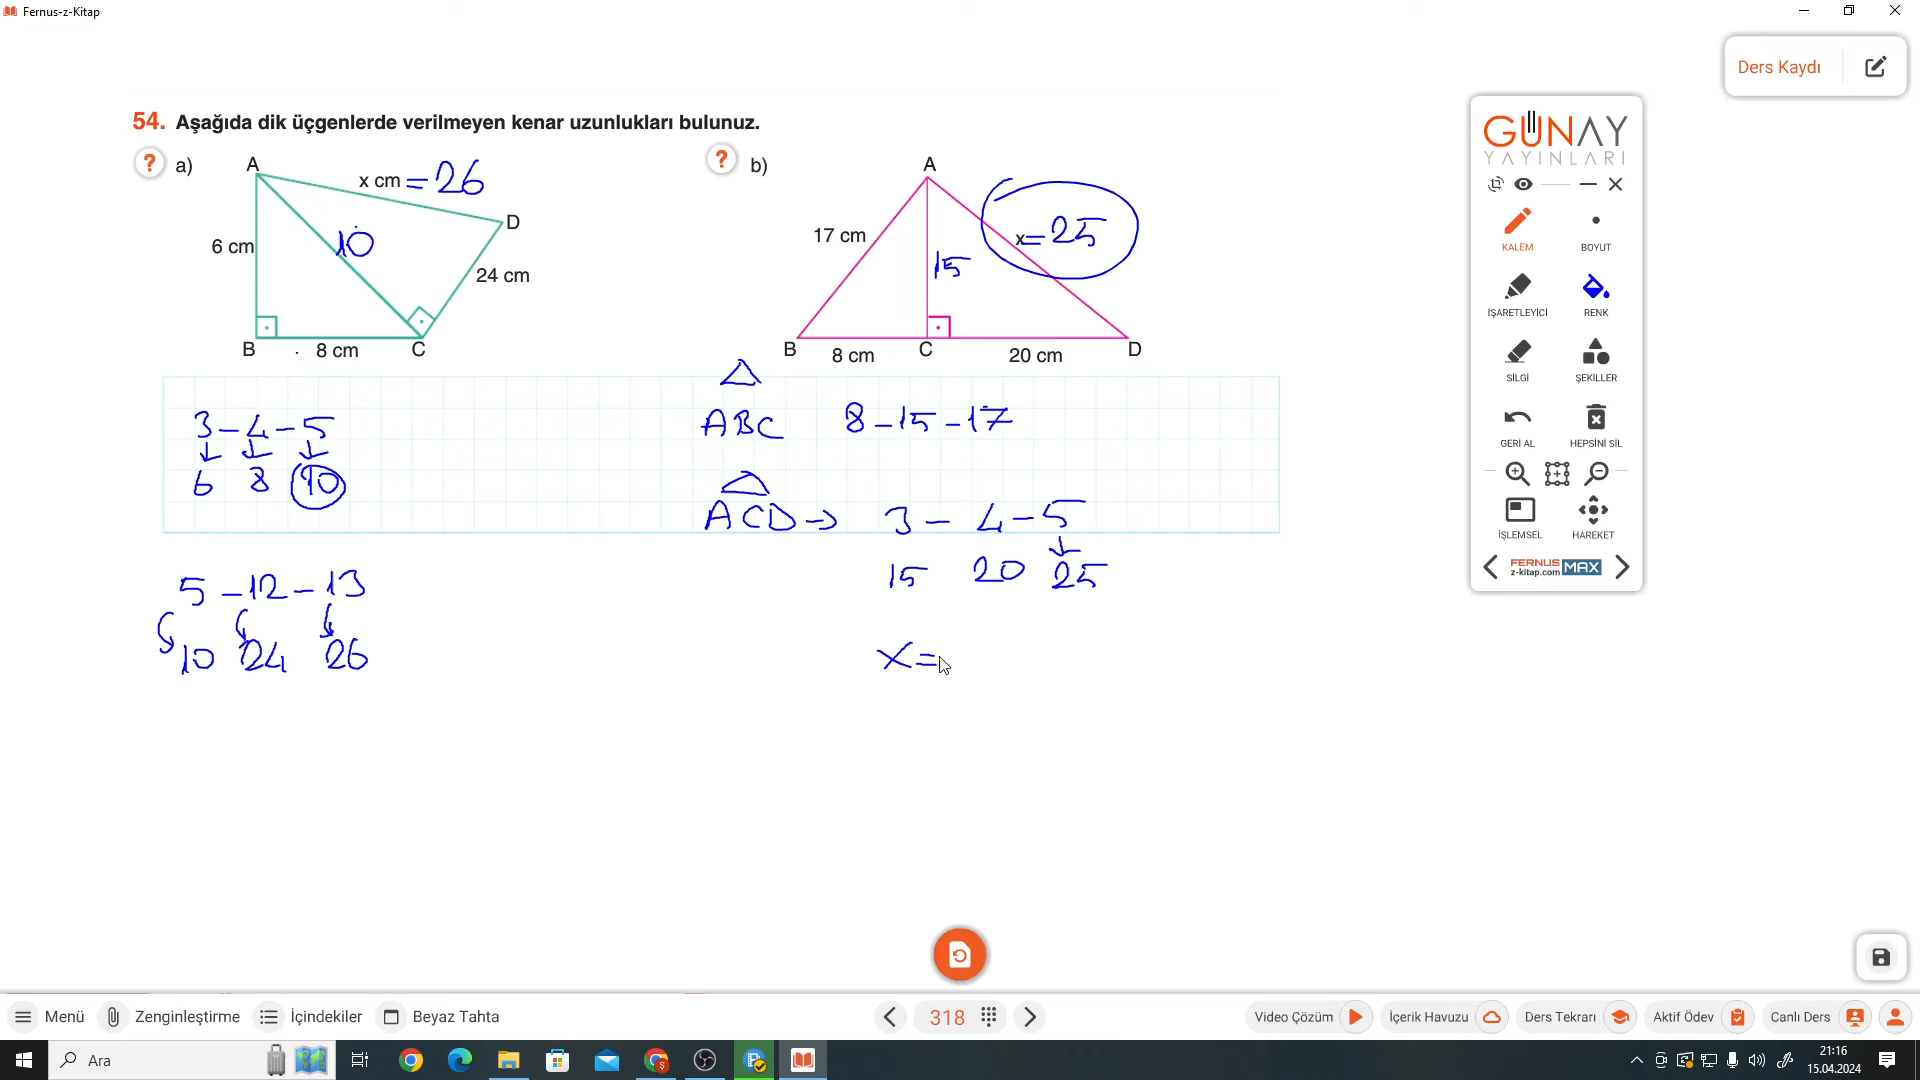 Fernus-z-Kitap
Ders Kaydı
54. Aşağıda dik üçgenlerde verilmeyen kenar uzunlukları bulunuz.
? a)
A
x cm = 26
D
6 cm
10
24 cm
B
8 cm
C
? b)
A
17 cm
x = 25
15
B
8 cm
C
20 cm
D
3 - 4 - 5
6 8 10
5 - 12 - 13
10 24 26
ABC 8 - 15 - 17
ACD → 3 - 4 - 5
15 20 25
x =
GÜNAY
YAYINLARI
KALEM
BOYUT
İŞARETLEYİCİ
RENK
SİLGİ
ŞEKİLLER
GERİ AL
HEPSİNİ SİL
İŞLEMSEL
HAREKET
FERNUS
z-kitap.com MAX
Menü
Zenginleştirme
İçindekiler
Beyaz Tahta
318
Video Çözüm
İçerik Havuzu
Ders Tekrarı
Aktif Ödev
Canlı Ders
Ara
21:16
15.04.2024